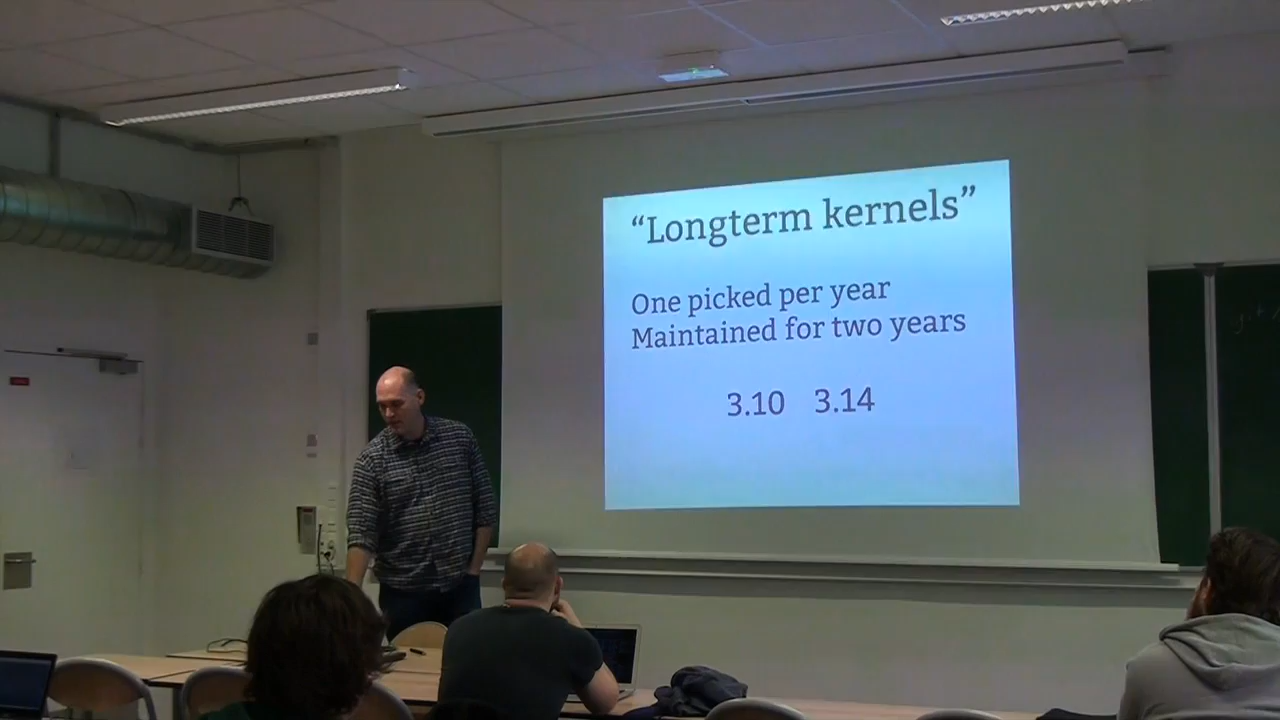 “Longterm kernels”
One picked per year
Maintained for two years
3.10 3.14